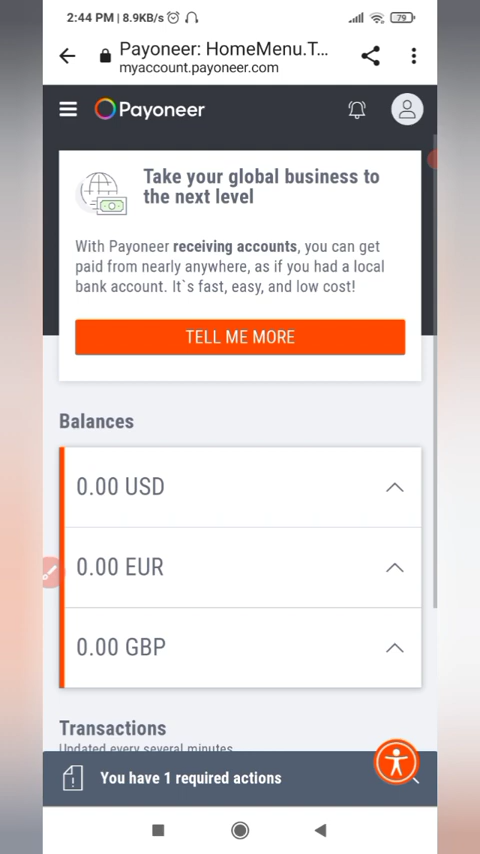 2:44 PM | 8.9KB/s
79
Payoneer: HomeMenu.T...
myaccount.payoneer.com
Payoneer
Take your global business to
the next level
With Payoneer receiving accounts, you can get
paid from nearly anywhere, as if you had a local
bank account. It`s fast, easy, and low cost!
TELL ME MORE
Balances
0.00 USD
0.00 EUR
0.00 GBP
Transactions
Updated every several minutes
You have 1 required actions